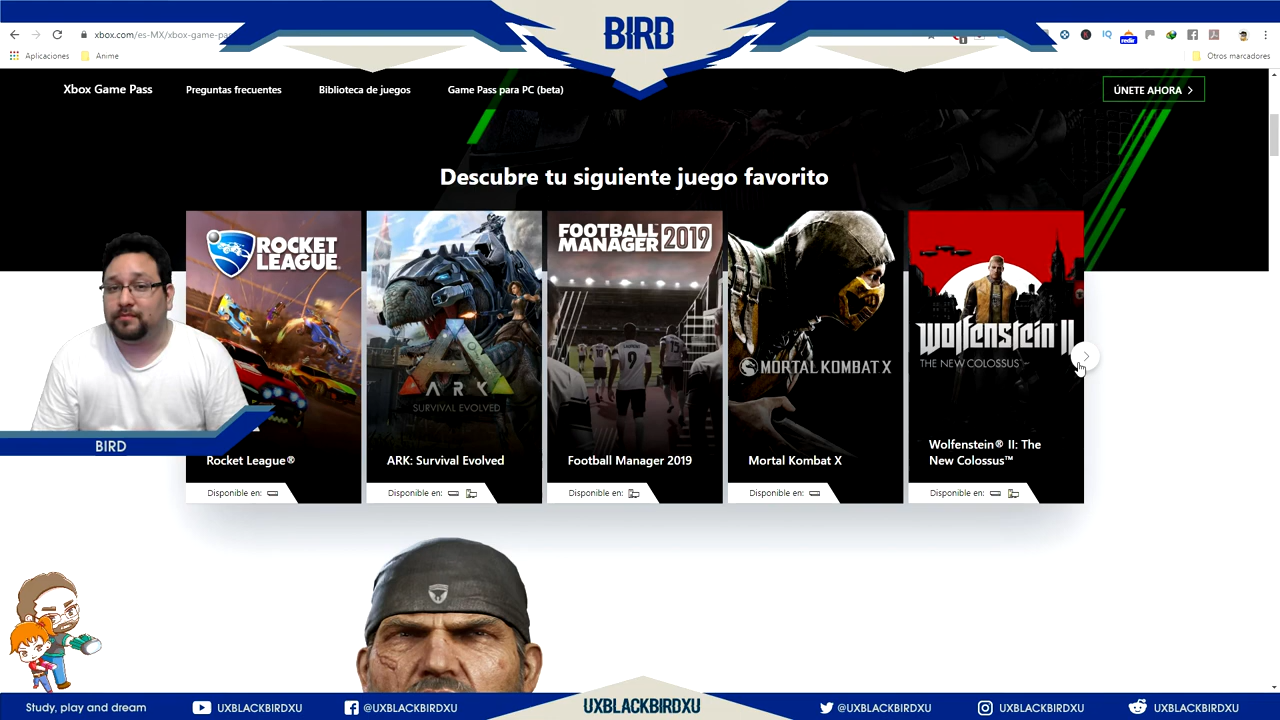 BIRD
xbox.com/es-MX/xbox-game-pa
Aplicaciones
Anime
Otros marcadores
Xbox Game Pass
Preguntas frecuentes
Biblioteca de juegos
Game Pass para PC (beta)
ÚNETE AHORA
Descubre tu siguiente juego favorito
ROCKET
LEAGUE
ARK
SURVIVAL EVOLVED
FOOTBALL
MANAGER 2019
MORTAL KOMBAT X
Wolfenstein II
THE NEW COLOSSUS
BIRD
Rocket League®
ARK: Survival Evolved
Football Manager 2019
Mortal Kombat X
Wolfenstein® II: The
New Colossus™
Disponible en:
Disponible en:
Disponible en:
Disponible en:
Disponible en:
Study, play and dream
UXBLACKBIRDXU
@UXBLACKBIRDXU
UXBLACKBIRDXU
@UXBLACKBIRDXU
UXBLACKBIRDXU
UXBLACKBIRDXU